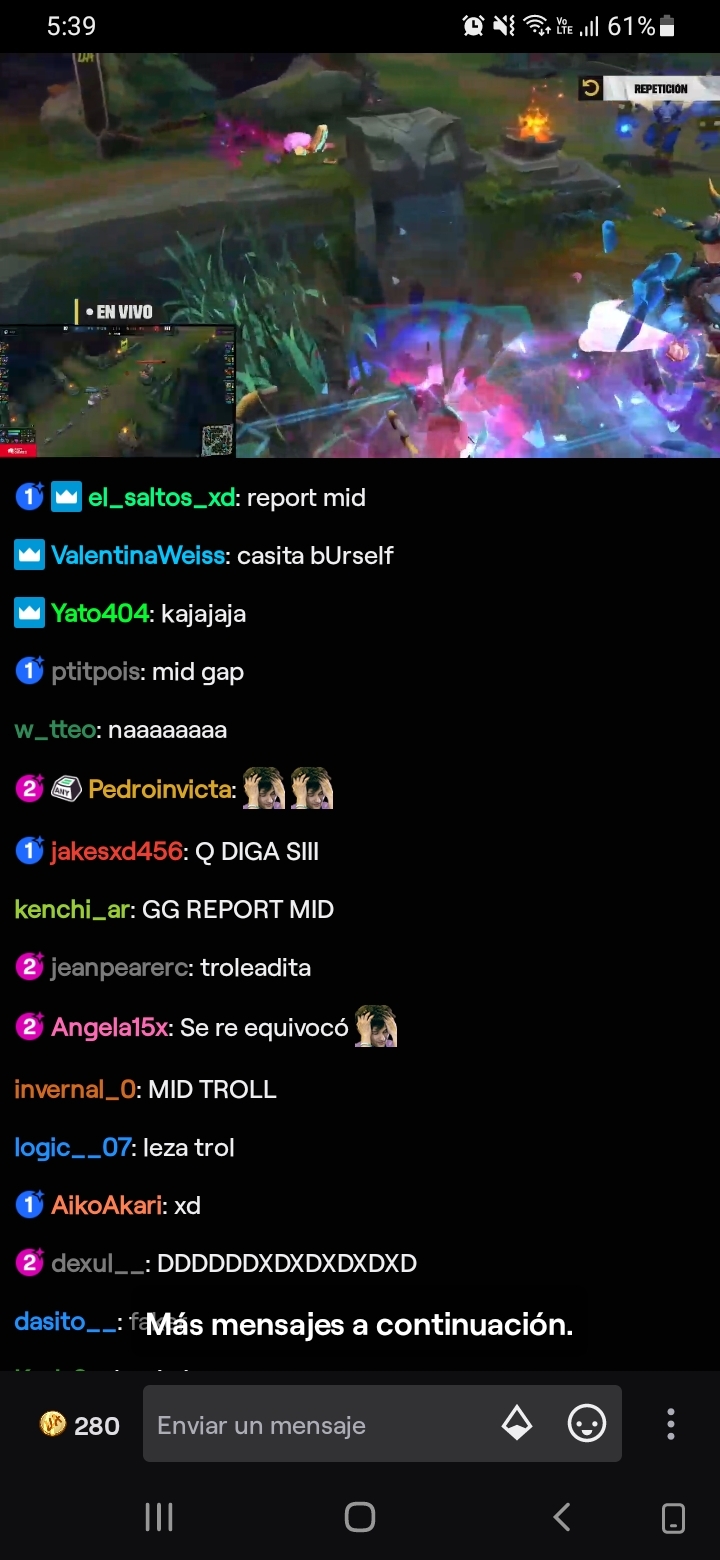 5:39
Vo
LTE
61%
REPETICIÓN
• EN VIVO
1 el_saltos_xd: report mid
ValentinaWeiss: casita bUrself
Yato404: kajajaja
1 ptitpois: mid gap
w_tteo: naaaaaaaa
2 ANY Pedroinvicta:
1 jakesxd456: Q DIGA SIII
kenchi_ar: GG REPORT MID
2 jeanpearerc: troleadita
2 Angela15x: Se re equivocó
invernal_0: MID TROLL
logic__07: leza trol
1 AikoAkari: xd
2 dexul__: DDDDDDXDXDXDXDXD
dasito__:
Más mensajes a continuación.
280
Enviar un mensaje